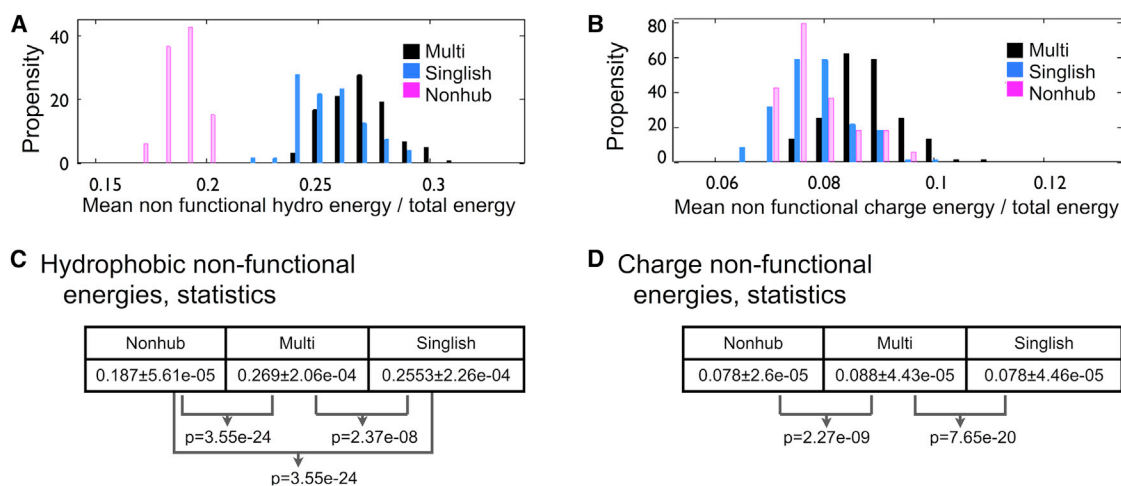 A
Propensity
40
20
0
Multi
Singlish
Nonhub
0.15
0.2
0.25
0.3
Mean non functional hydro energy / total energy
B
Propensity
80
60
40
20
0
Multi
Singlish
Nonhub
0.06
0.08
0.1
0.12
Mean non functional charge energy / total energy
C Hydrophobic non-functional
energies, statistics
Nonhub Multi Singlish
0.187±5.61e-05 0.269±2.06e-04 0.2553±2.26e-04
p=3.55e-24 p=2.37e-08
p=3.55e-24
D Charge non-functional
energies, statistics
Nonhub Multi Singlish
0.078±2.6e-05 0.088±4.43e-05 0.078±4.46e-05
p=2.27e-09 p=7.65e-20